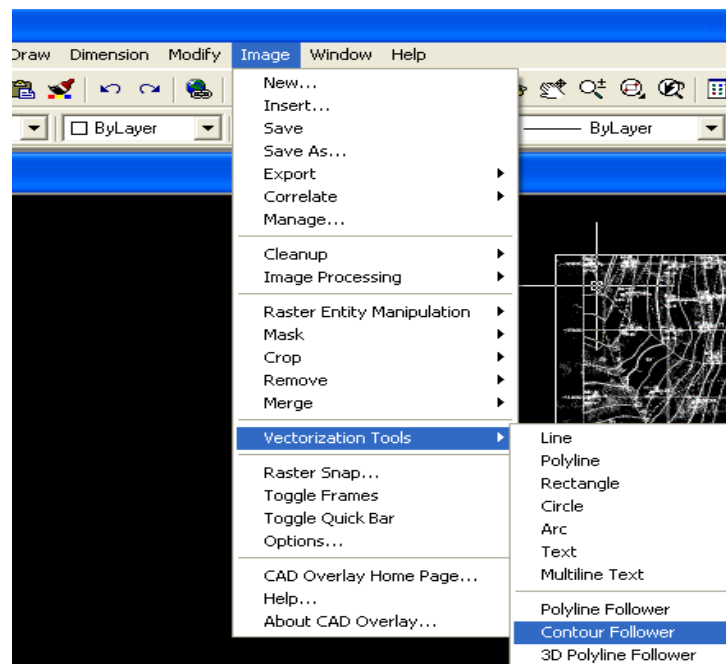 Draw Dimension Modify Image Window Help
ByLayer
ByLayer
New...
Insert...
Save
Save As...
Export
Correlate
Manage...
Cleanup
Image Processing
Raster Entity Manipulation
Mask
Crop
Remove
Merge
Vectorization Tools
Raster Snap...
Toggle Frames
Toggle Quick Bar
Options...
CAD Overlay Home Page...
Help...
About CAD Overlay...
Line
Polyline
Rectangle
Circle
Arc
Text
Multiline Text
Polyline Follower
Contour Follower
3D Polyline Follower